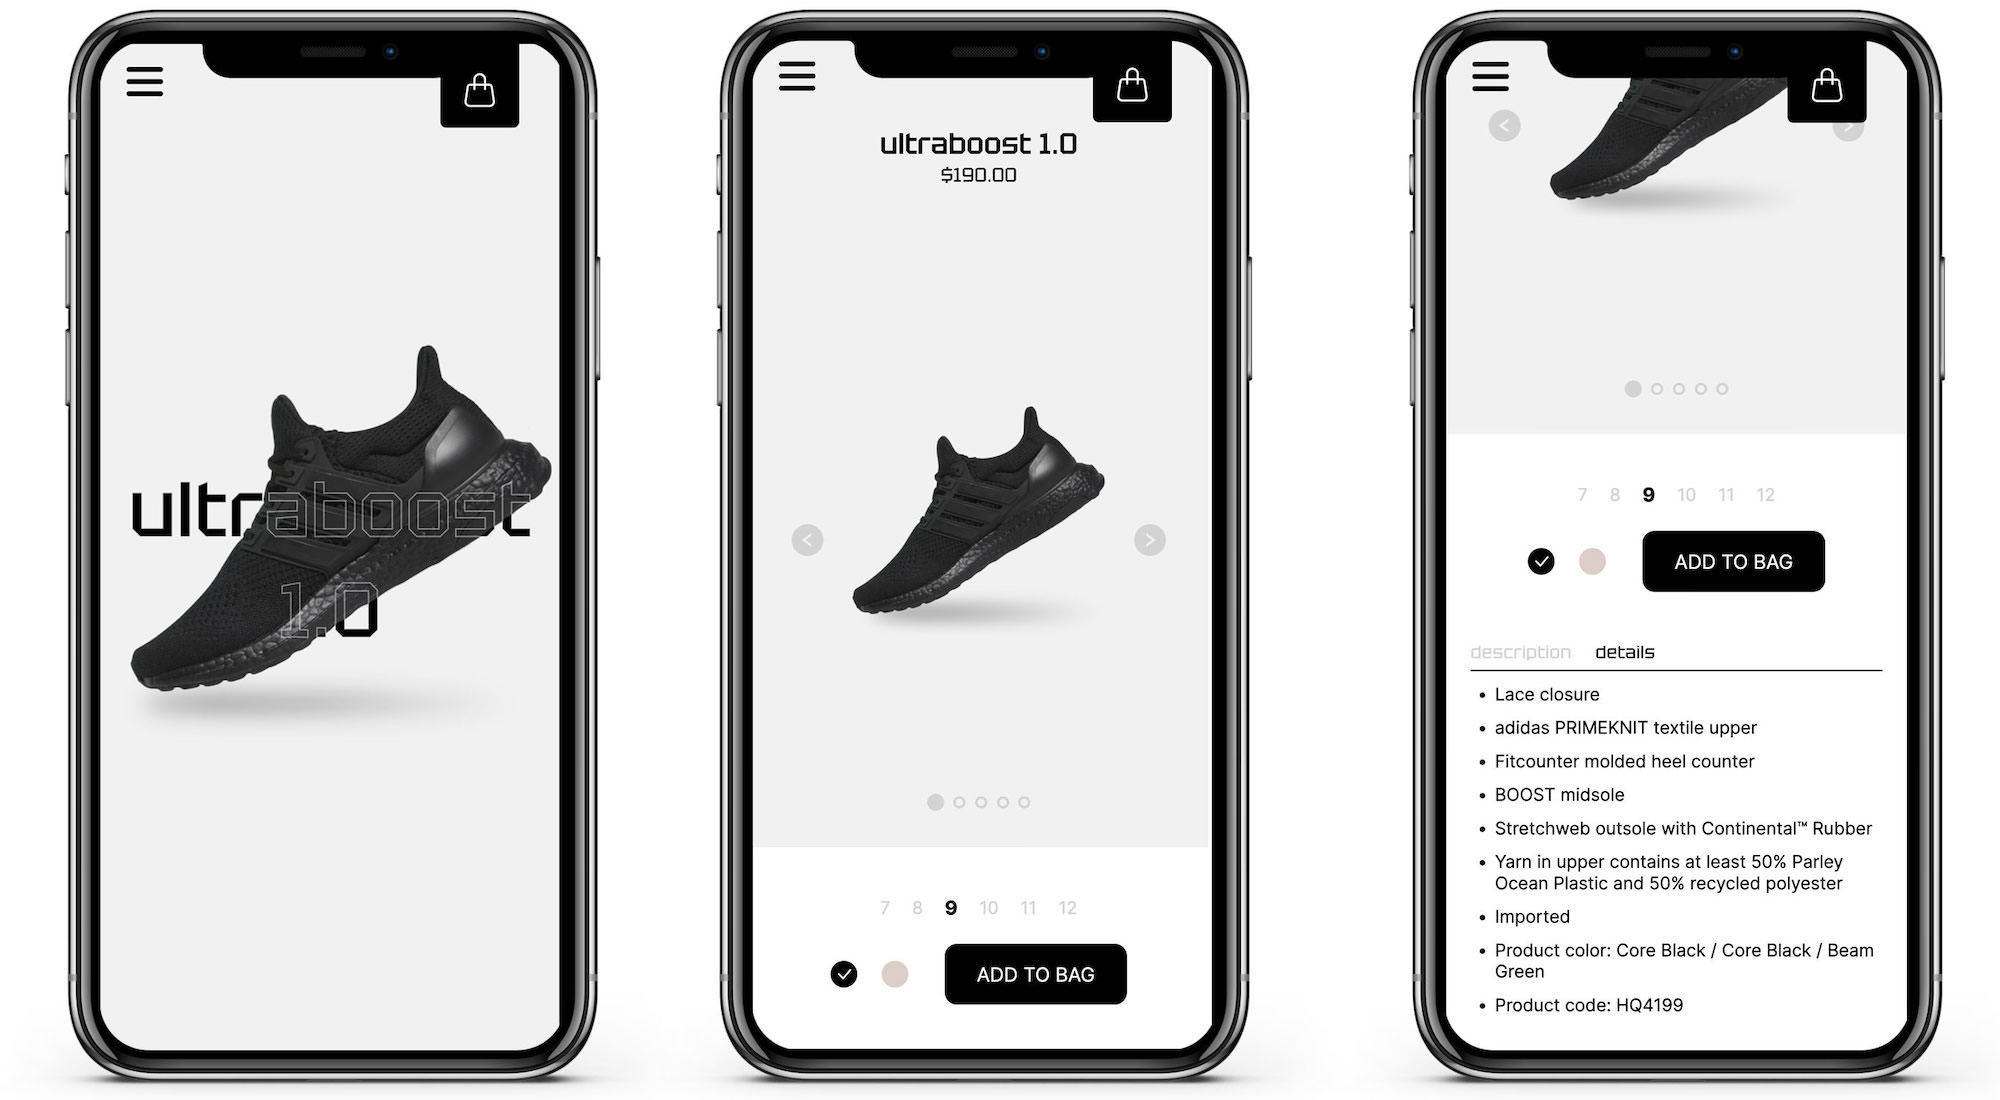 ultraboost
1.0
ultraboost 1.0
$190.00
7 8 9 10 11 12
ADD TO BAG
7 8 9 10 11 12
ADD TO BAG
description details
• Lace closure
• adidas PRIMEKNIT textile upper
• Fitcounter molded heel counter
• BOOST midsole
• Stretchweb outsole with Continental™ Rubber
• Yarn in upper contains at least 50% Parley
Ocean Plastic and 50% recycled polyester
• Imported
• Product color: Core Black / Core Black / Beam
Green
• Product code: HQ4199